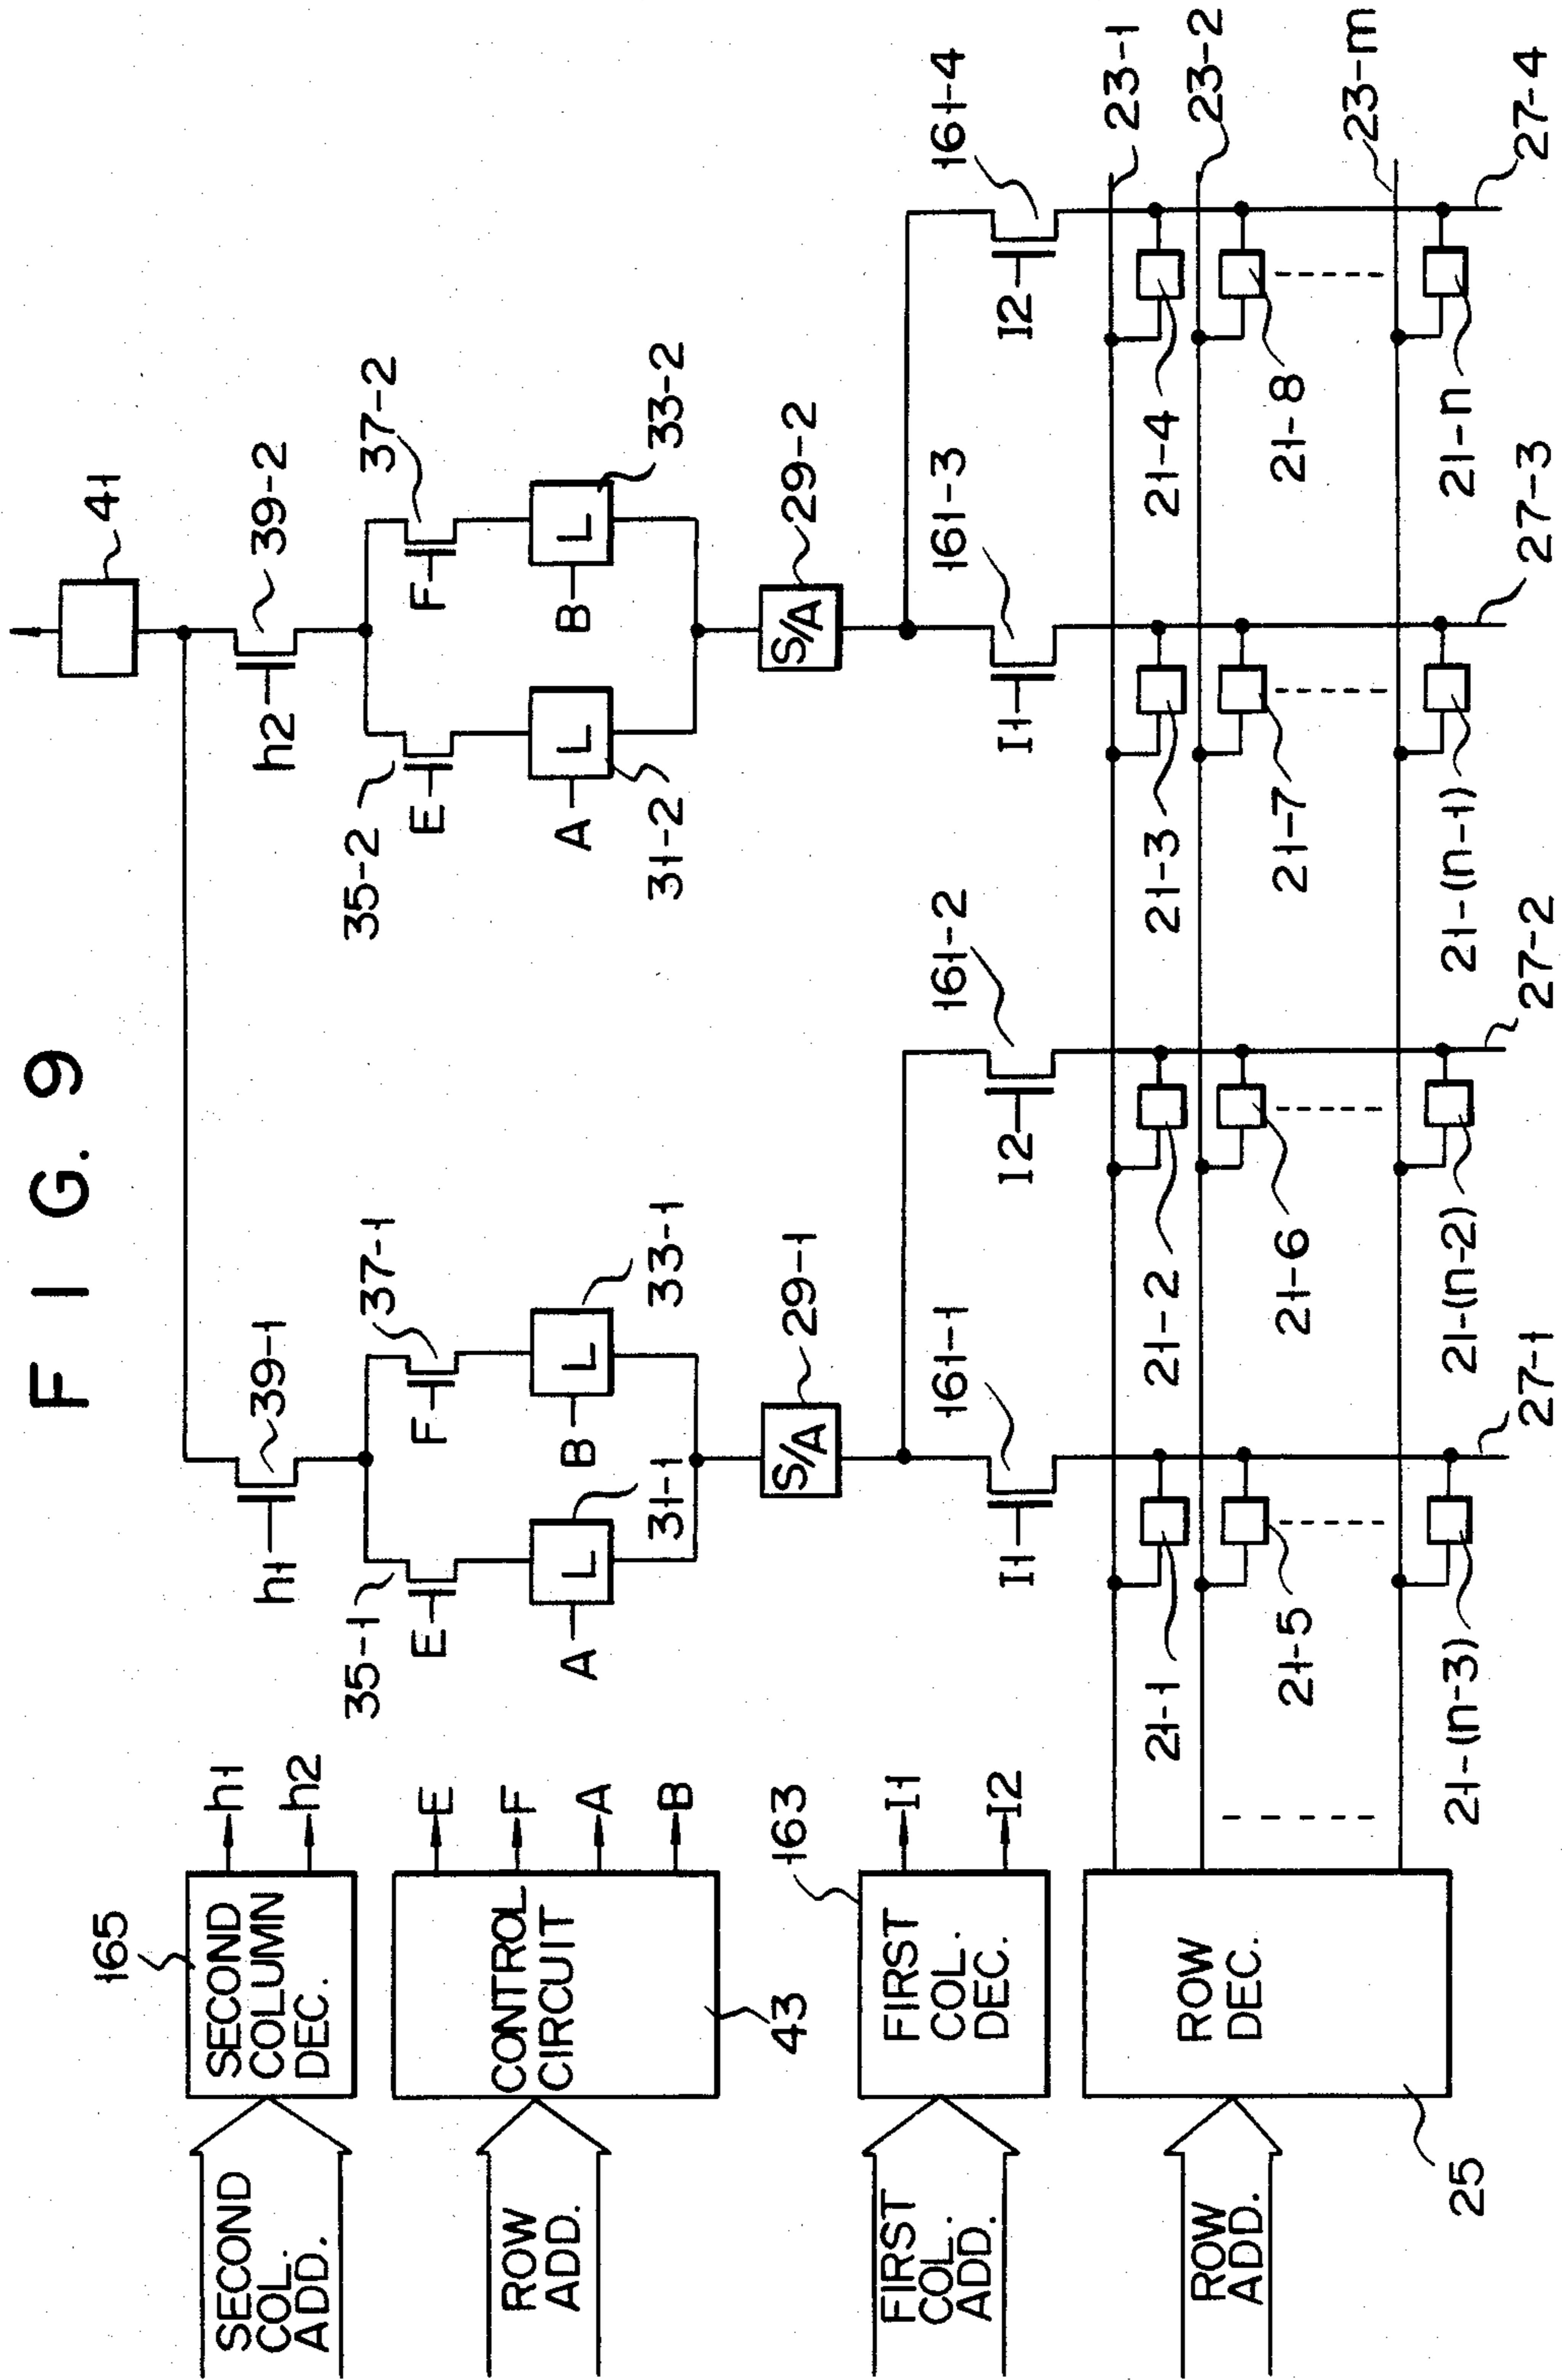 FIG. 9
165
SECOND
COLUMN
DEC.
h1
h2
SECOND
COL.
ADD.
CONTROL
CIRCUIT
43
E
F
A
B
ROW
ADD.
163
FIRST
COL.
DEC.
I1
I2
FIRST
COL.
ADD.
ROW
DEC.
25
ROW
ADD.
41
h1
39-1
h2
39-2
35-1
E
F
37-1
35-2
E
F
37-2
A
L
31-1
B
L
33-1
A
L
31-2
B
L
33-2
S/A
29-1
S/A
29-2
I1
161-1
I2
161-2
I1
161-3
I2
161-4
23-1
23-2
23-m
21-1
21-2
21-3
21-4
21-5
21-6
21-7
21-8
21-(n-3)
21-(n-2)
21-(n-1)
21-n
27-1
27-2
27-3
27-4